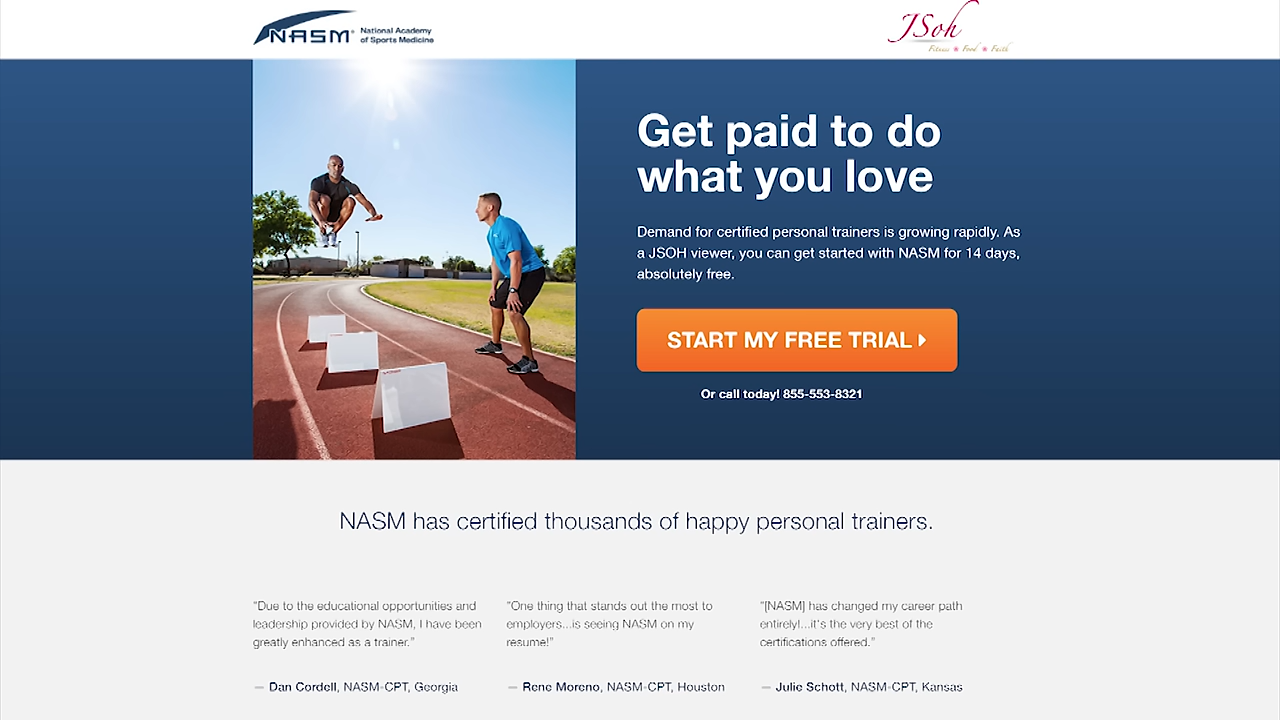 NASM
National Academy
of Sports Medicine
JSoh
Fitness Food Faith
Get paid to do
what you love
Demand for certified personal trainers is growing rapidly. As
a JSOH viewer, you can get started with NASM for 14 days,
absolutely free.
START MY FREE TRIAL
Or call today! 855-553-8321
NASM has certified thousands of happy personal trainers.
“Due to the educational opportunities and
leadership provided by NASM, I have been
greatly enhanced as a trainer.”
— Dan Cordell, NASM-CPT, Georgia
“One thing that stands out the most to
employers...is seeing NASM on my
resume!”
— Rene Moreno, NASM-CPT, Houston
“[NASM] has changed my career path
entirely!...it's the very best of the
certifications offered.”
— Julie Schott, NASM-CPT, Kansas